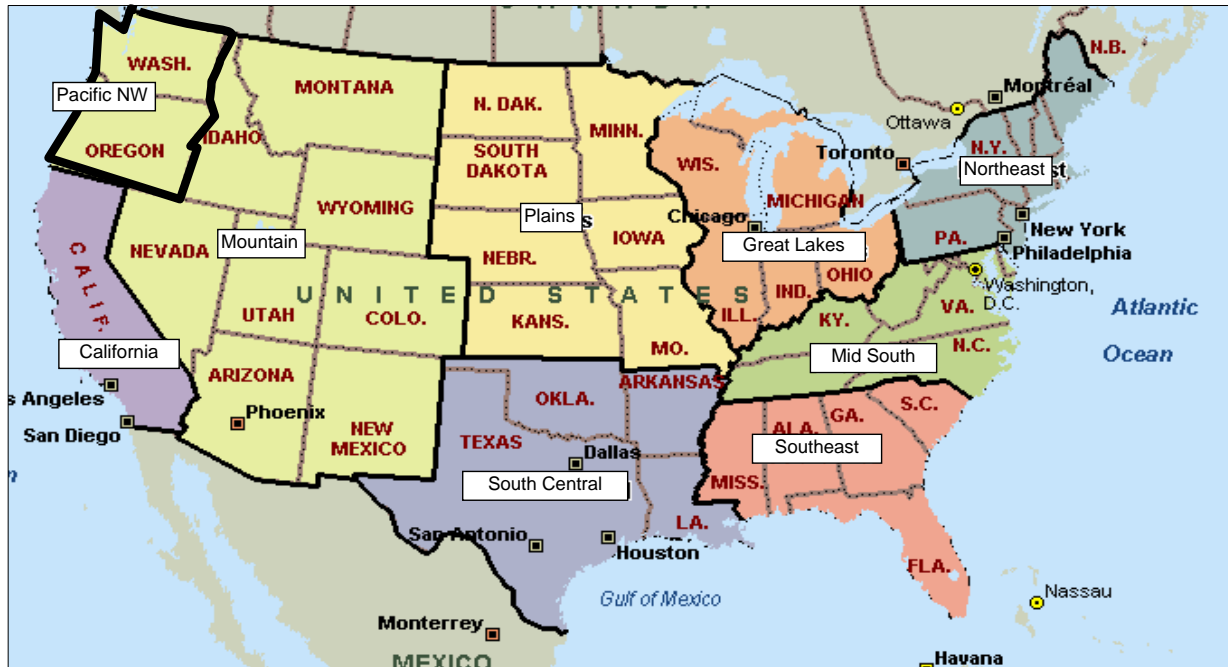 C A N A D A
N.B.
WASH.
MONTANA
Montréal
Pacific NW
N. DAK.
MINN.
Ottawa
OREGON
IDAHO
SOUTH
DAKOTA
WIS.
Toronto
N.Y.
Northeast
WYOMING
MICHIGAN
NEVADA
Mountain
Plains
Chicago
Great Lakes
New York
IOWA
PA.
Philadelphia
NEBR.
OHIO
Washington,
D.C.
CALIF.
UNITED STATES
UTAH
COLO.
KANS.
ILL.
IND.
KY.
VA.
Atlantic
Ocean
California
MO.
Mid South
N.C.
ARIZONA
ARKANSAS
s Angeles
OKLA.
S.C.
Phoenix
San Diego
NEW
MEXICO
TEXAS
ALA.
GA.
Dallas
Southeast
South Central
MISS.
San Antonio
LA.
Houston
FLA.
Gulf of Mexico
Nassau
Monterrey
MEXICO
Havana